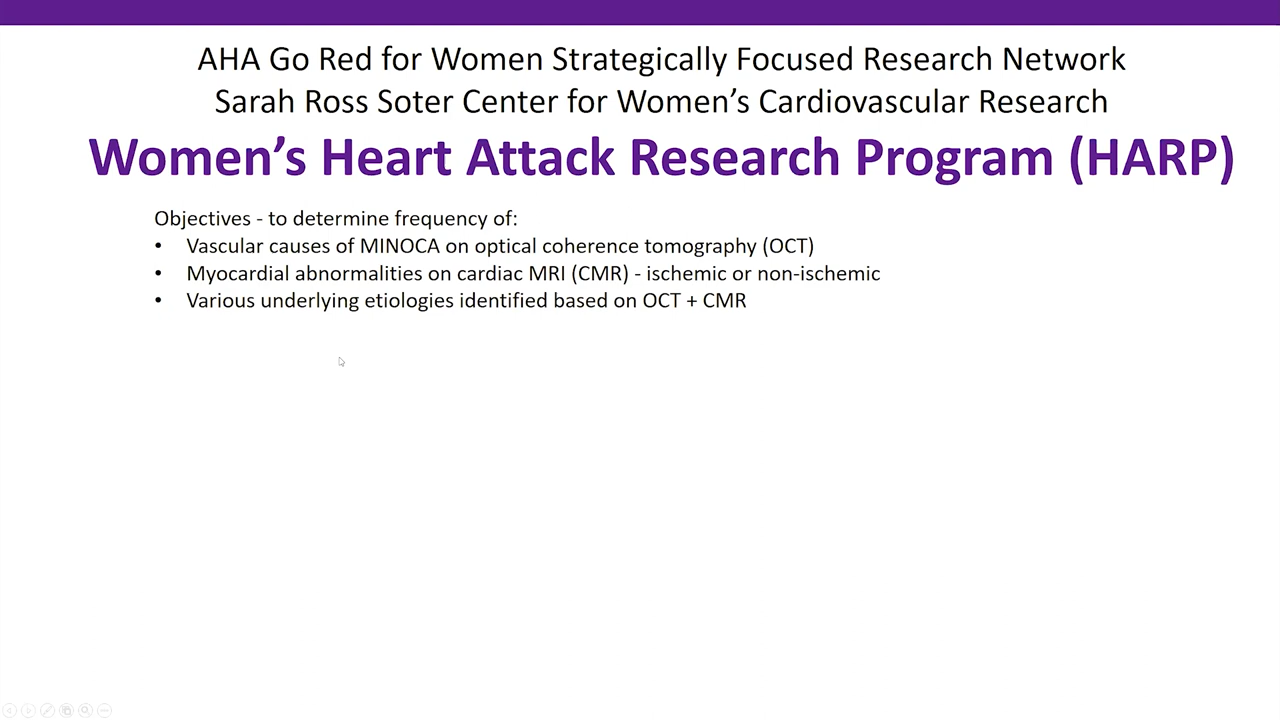 AHA Go Red for Women Strategically Focused Research Network
Sarah Ross Soter Center for Women’s Cardiovascular Research
Women’s Heart Attack Research Program (HARP)
Objectives - to determine frequency of:
• Vascular causes of MINOCA on optical coherence tomography (OCT)
• Myocardial abnormalities on cardiac MRI (CMR) - ischemic or non-ischemic
• Various underlying etiologies identified based on OCT + CMR